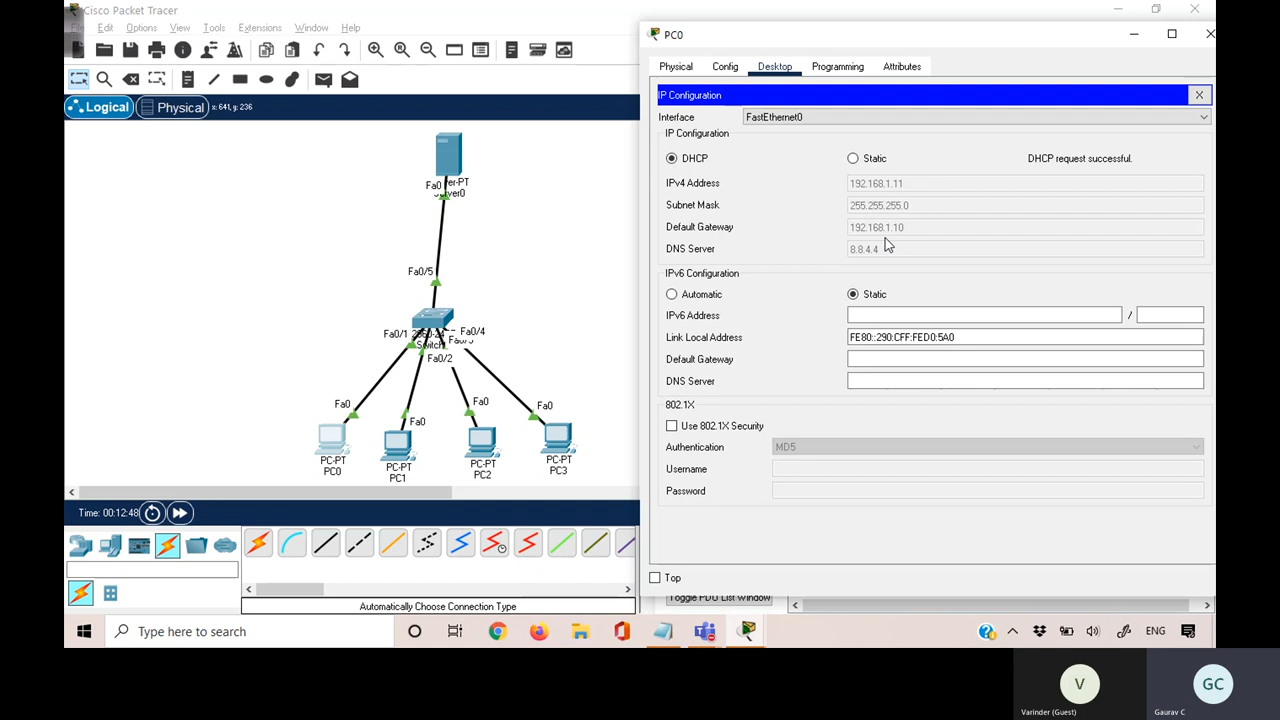 Cisco Packet Tracer
File Edit Options View Tools Extensions Window Help
Logical Physical x: 641, y: 236
Fa0 ver-PT
ver0
Fa0/5
Fa0/1 Fa0/4
Fa0/2
Fa0 Fa0 Fa0 Fa0
PC-PT
PC0
PC-PT
PC1
PC-PT
PC2
PC-PT
PC3
Time: 00:12:48
Automatically Choose Connection Type
PC0
Physical Config Desktop Programming Attributes
IP Configuration X
Interface FastEthernet0
IP Configuration
DHCP Static DHCP request successful.
IPv4 Address 192.168.1.11
Subnet Mask 255.255.255.0
Default Gateway 192.168.1.10
DNS Server 8.8.4.4
IPv6 Configuration
Automatic Static
IPv6 Address /
Link Local Address FE80::290:CFF:FED0:5A0
Default Gateway
DNS Server
802.1X
Use 802.1X Security
Authentication MD5
Username
Password
Top
Toggle PDU List Window
Type here to search ENG
V GC
Varinder (Guest) Gaurav C